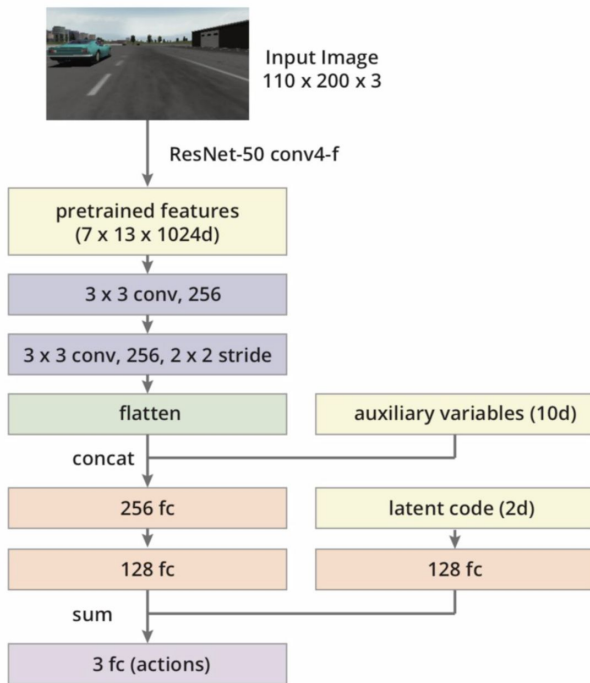 Input Image
110 x 200 x 3
ResNet-50 conv4-f
pretrained features
(7 x 13 x 1024d)
3 x 3 conv, 256
3 x 3 conv, 256, 2 x 2 stride
flatten
auxiliary variables (10d)
concat
256 fc
latent code (2d)
128 fc
128 fc
sum
3 fc (actions)